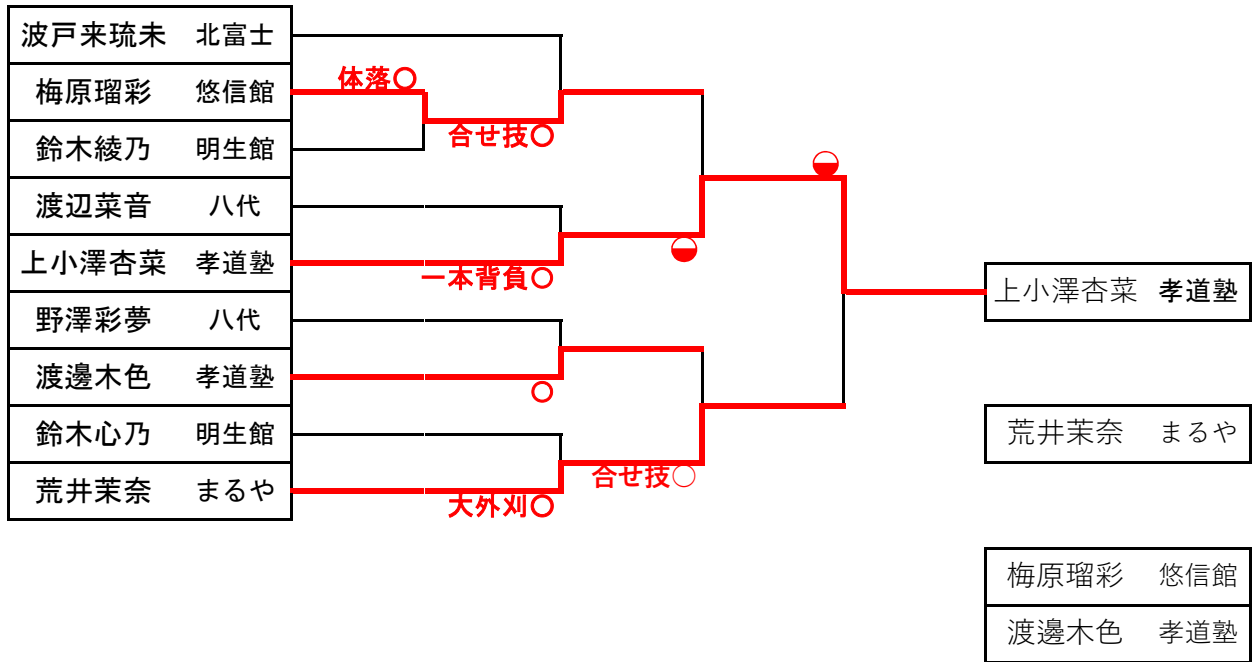 波戸来琉未 北富士
梅原瑠彩 悠信館
鈴木綾乃 明生館
渡辺菜音 八代
上小澤杏菜 孝道塾
野澤彩夢 八代
渡邊木色 孝道塾
鈴木心乃 明生館
荒井茉奈 まるや
体落○
合せ技○
一本背負○
○
大外刈○
合せ技○
上小澤杏菜 孝道塾
荒井茉奈 まるや
梅原瑠彩 悠信館
渡邊木色 孝道塾